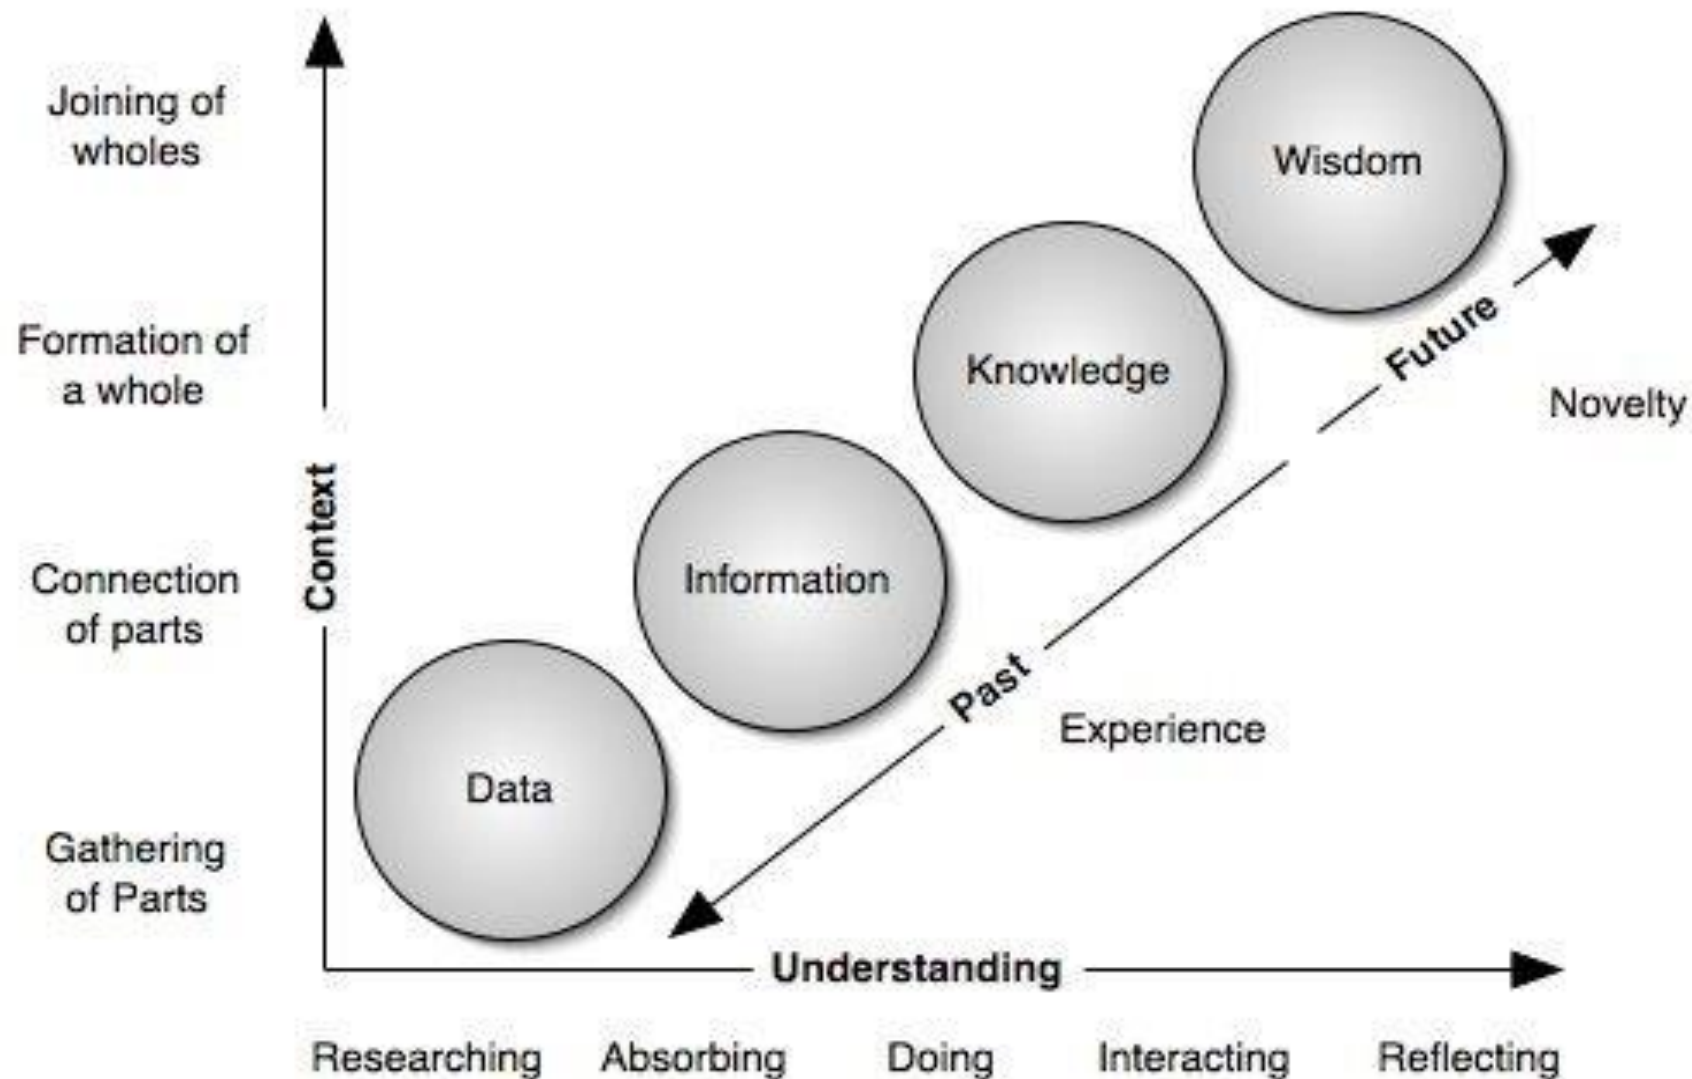 Joining of
wholes
Wisdom
Formation of
a whole
Knowledge
Future
Novelty
Context
Connection
of parts
Information
Past
Experience
Data
Gathering
of Parts
Understanding
Researching Absorbing Doing Interacting Reflecting